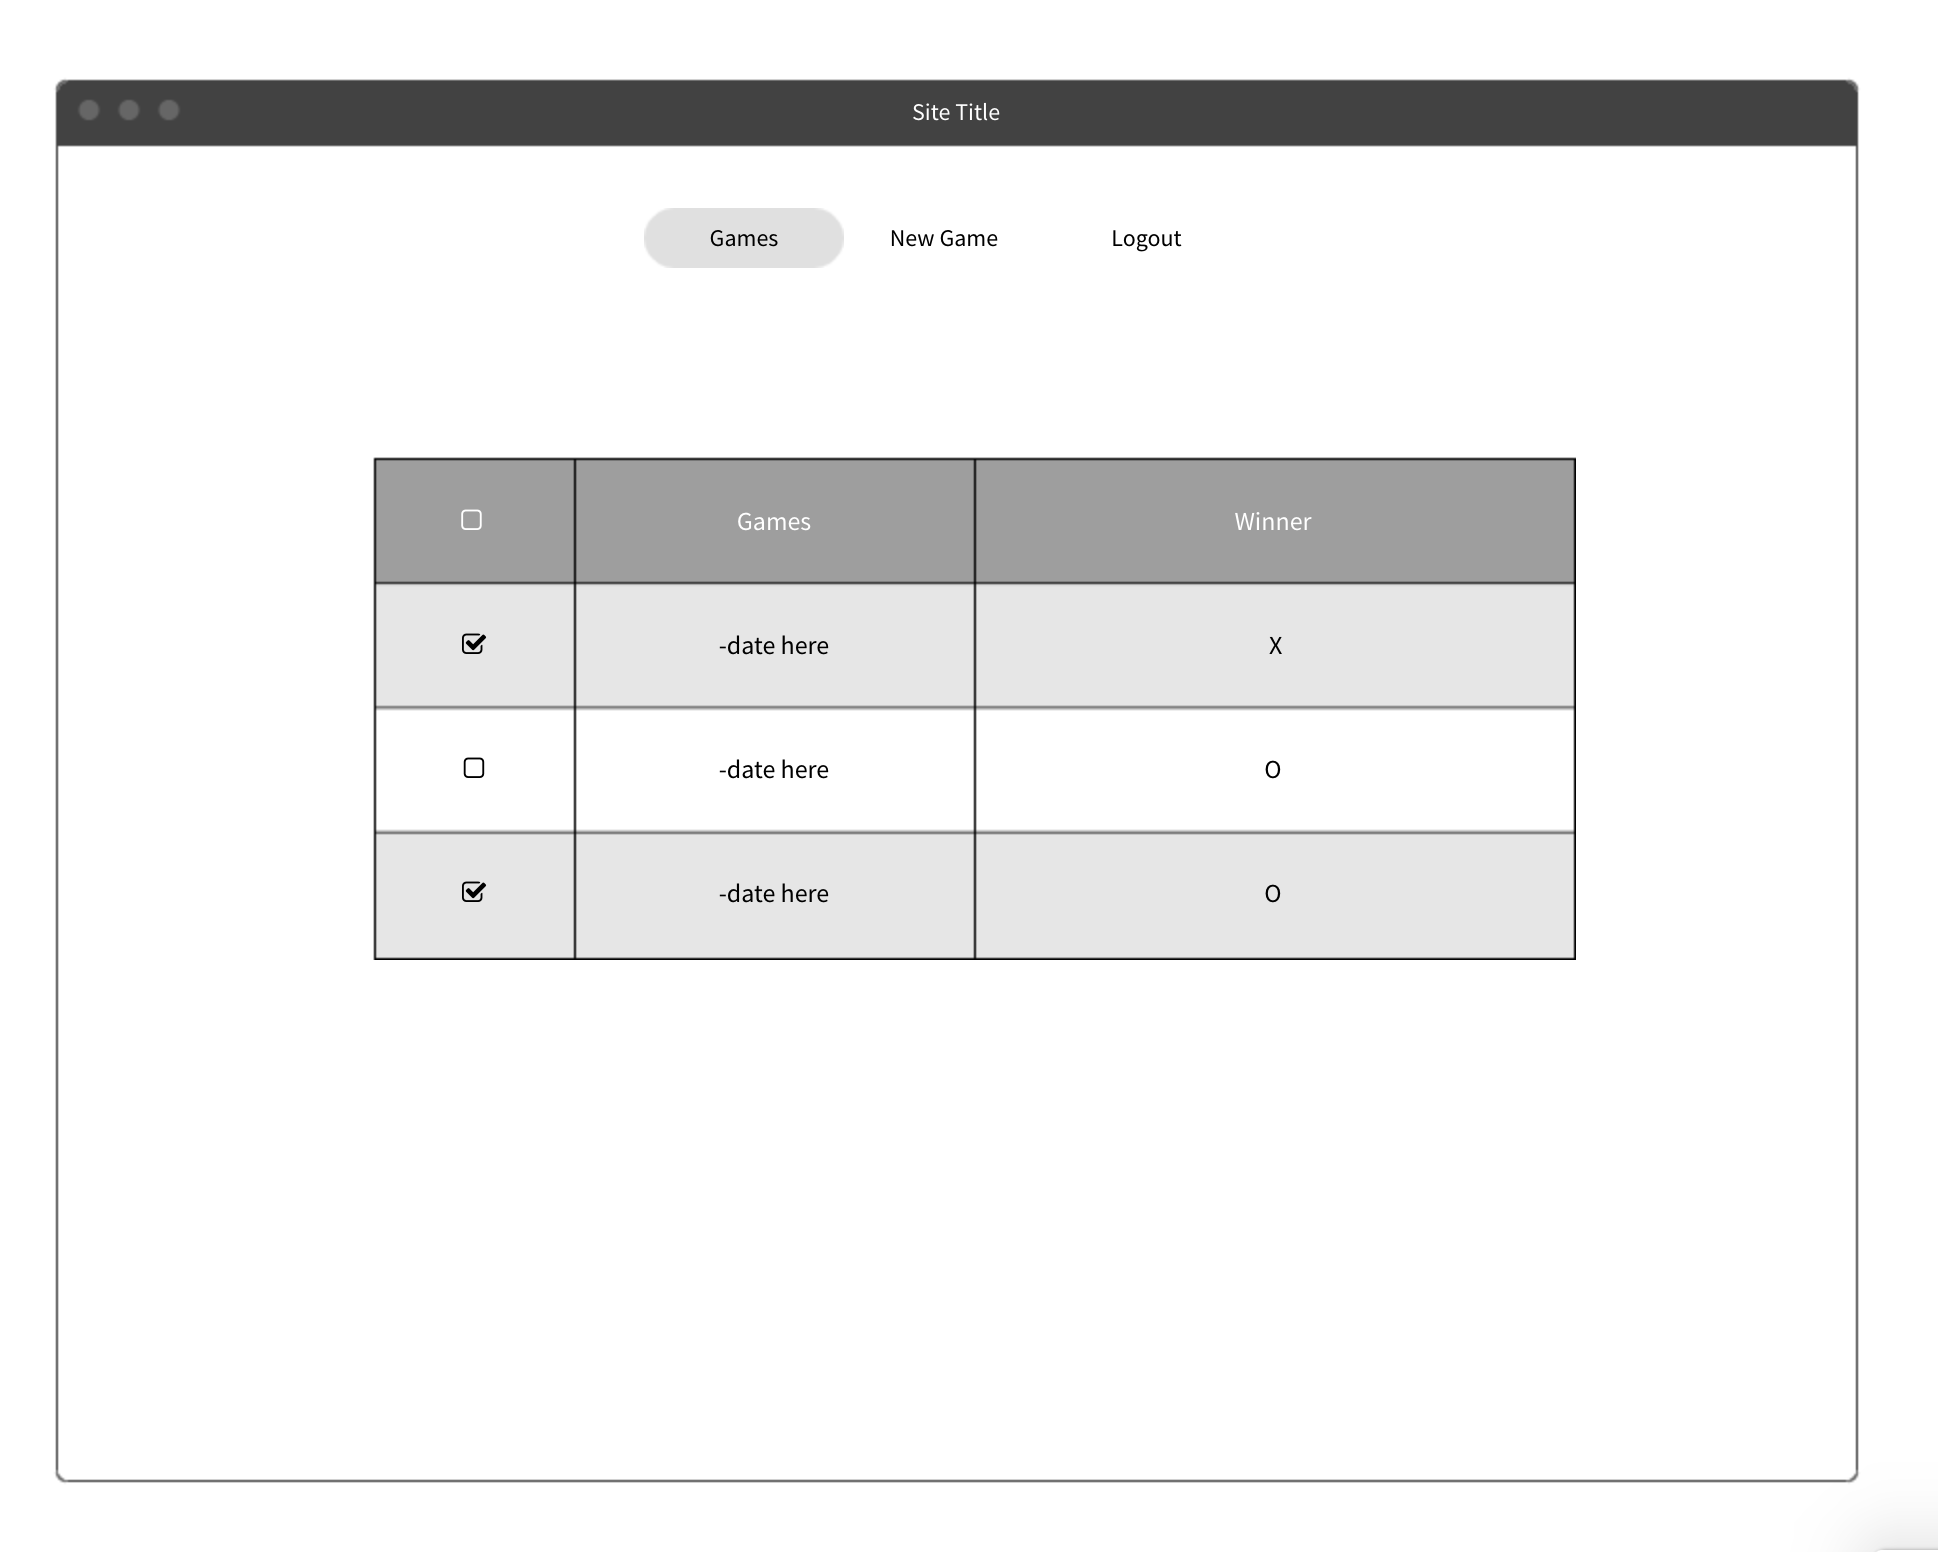 Site Title
Games New Game Logout
Games Winner
-date here X
-date here O
-date here O